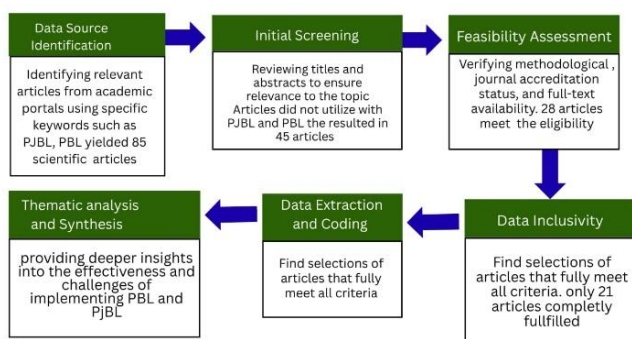 Data Source
Identification
Identifying relevant
articles from academic
portals using specific
keywords such as
PJBL, PBL yielded 85
scientific articles
Initial Screening
Reviewing titles and
abstracts to ensure
relevance to the topic
Articles did not utilize with
PJBL and PBL the resulted in
45 articles
Feasibility Assessment
Verifying methodological ,
journal accreditation
status, and full-text
availability. 28 articles
meet the eligibility
Data Inclusivity
Find selections of
articles that fully meet
all criteria. only 21
articles completly
fullfilled
Data Extraction
and Coding
Find selections of
articles that fully
meet all criteria
Thematic analysis
and Synthesis
providing deeper insights
into the effectiveness and
challenges of
implementing PBL and
PjBL